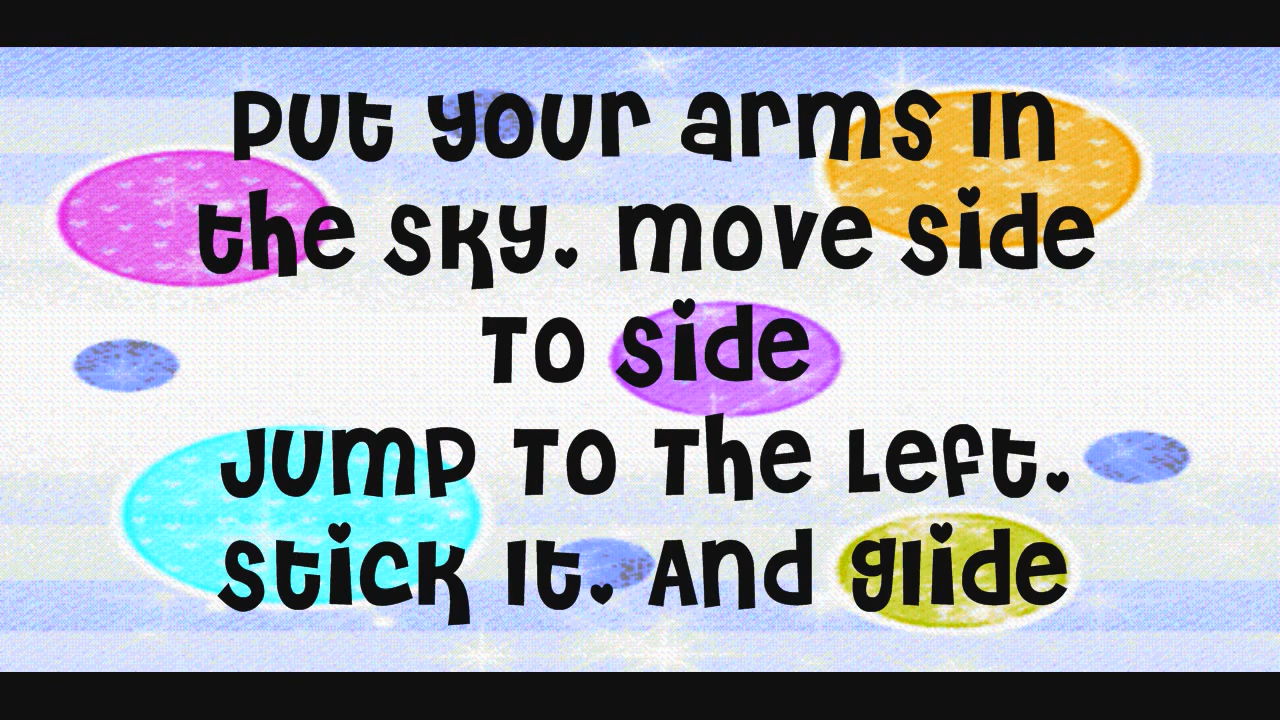 Put your arms In
the sky. move side
To side
Jump To The Left.
stick It. And glide